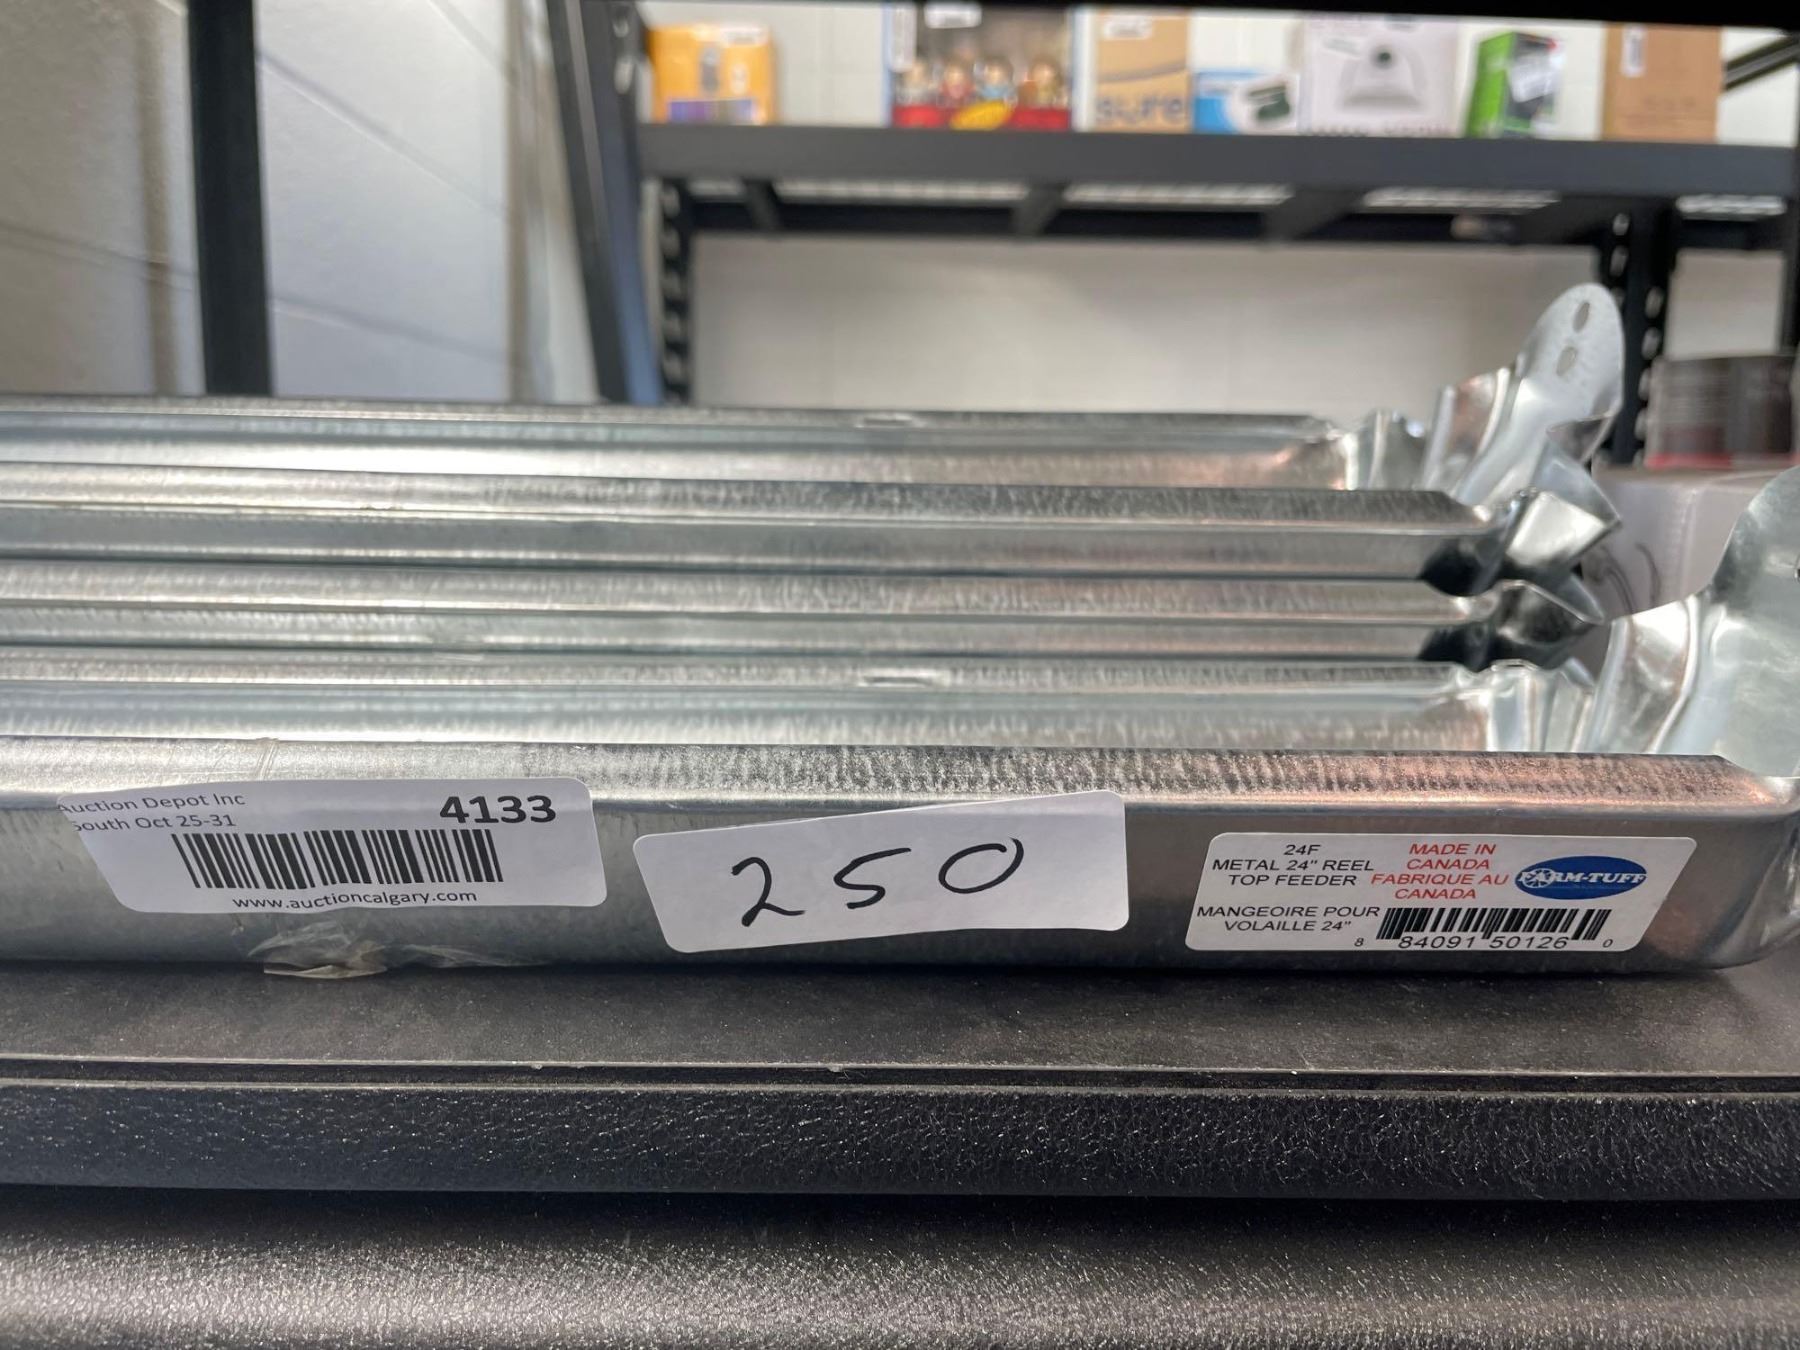 sure
Auction Depot Inc
South Oct 25-31
4133
www.auctioncalgary.com
250
24F
METAL 24" REEL
TOP FEEDER
MADE IN
CANADA
FABRIQUE AU
CANADA
FARM-TUFF
MANGEOIRE POUR
VOLAILLE 24"
8 84091 50126 0